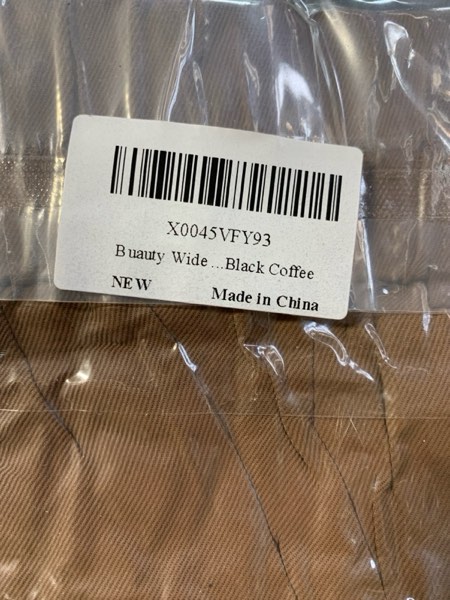 X0045VFY93
Buauty Wide ...Black Coffee
NEW Made in China